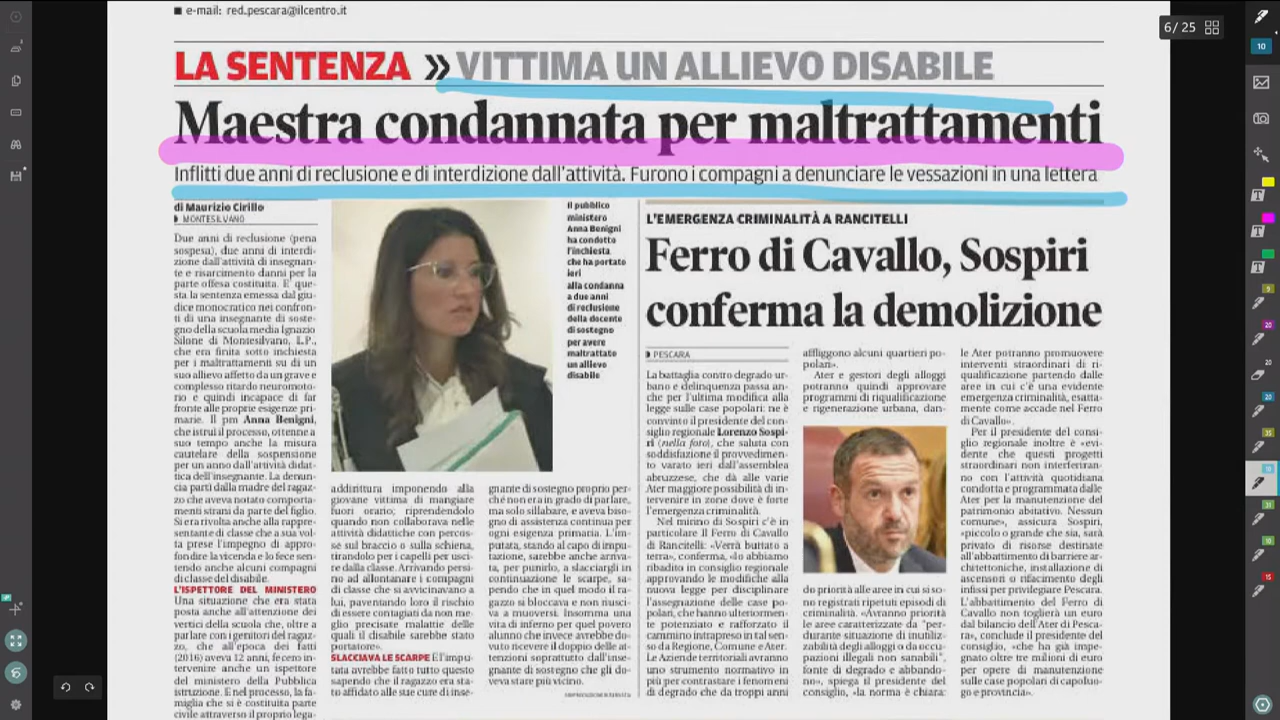 ■ e-mail: red.pescara@ilcentro.it
6/25
LA SENTENZA » VITTIMA UN ALLIEVO DISABILE
Maestra condannata per maltrattamenti
Inflitti due anni di reclusione e di interdizione dall'attività. Furono i compagni a denunciare le vessazioni in una lettera
di Maurizio Cirillo
MONTESILVANO
Due anni di reclusione (pena
sospesa), due anni di interdi-
zione dall'attività di insegnan-
te e risarcimento danni per la
parte offesa costituita. E' que-
sta la sentenza emessa dal giu-
dice monocratico nei confron-
ti di una insegnante di soste-
gno della scuola media Ignazio
Silone di Montesilvano, L.P.,
che era finita sotto inchiesta
per i maltrattamenti su di un
suo allievo affetto da un grave e
complesso ritardo neuromoto-
rio e quindi incapace di far
fronte alle proprie esigenze pri-
marie. Il pm Anna Benigni,
che istruì il processo, ottenne a
suo tempo anche la misura
cautelare della sospensione
per un anno dall'attività didat-
tica dell'insegnante. La denun-
cia partì dalla madre del ragaz-
zo che aveva notato comporta-
menti strani da parte del figlio.
Si era rivolta anche alla rappre-
sentante di classe che a sua vol-
ta prese l'impegno di appro-
fondire la vicenda e lo fece sen-
tendo anche alcuni compagni
di classe del disabile.
L'ISPETTORE DEL MINISTERO
Una situazione che era stata
posta anche all'attenzione dei
vertici della scuola che, oltre a
parlare con i genitori del ragaz-
zo, che all'epoca dei fatti
(2016) aveva 12 anni, fecero in-
tervenire anche un ispettore
del ministero della Pubblica
istruzione. E nel processo, la fa-
miglia che si è costituita parte
civile attraverso il proprio lega-
Il pubblico
ministero
Anna Benigni
ha condotto
l'inchiesta
che ha portato
ieri
alla condanna
a due anni
di reclusione
della docente
di sostegno
per avere
maltrattato
un allievo
disabile
addirittura imponendo alla
giovane vittima di mangiare
fuori orario; riprendendolo
quando non collaborava nelle
attività didattiche con percos-
se sul braccio o sulla schiena,
tirandolo per i capelli per usci-
re dalla classe. Arrivando persi-
no ad allontanare i compagni
di classe che si avvicinavano a
lui, paventando loro il rischio
di essere contagiati da non me-
glio precisate malattie delle
quali il disabile sarebbe stato
portatore».
SLACCIAVA LE SCARPE E l'impu-
tata avrebbe fatto tutto questo
sapendo che il ragazzo era sta-
to affidato alle sue cure di inse-
gnante di sostegno proprio per-
ché non era in grado di parlare,
ma solo sillabare, e aveva biso-
gno di assistenza continua per
ogni esigenza primaria. L'im-
putata, stando al capo di impu-
tazione, sarebbe anche arriva-
ta, per punirlo, a slacciargli in
continuazione le scarpe, sa-
pendo che in quel modo il ra-
gazzo si bloccava e non riusci-
va a muoversi. Insomma una
vita di inferno per quel povero
alunno che invece avrebbe do-
vuto ricevere il doppio delle at-
tenzioni soprattutto dall'inse-
gnante di sostegno che gli do-
veva stare più vicino.
L'EMERGENZA CRIMINALITÀ A RANCITELLI
Ferro di Cavallo, Sospiri
conferma la demolizione
PESCARA
La battaglia contro degrado ur-
bano e delinquenza passa an-
che per l'ultima modifica alla
legge sulle case popolari: ne è
convinto il presidente del con-
siglio regionale Lorenzo Sospi-
ri (nella foto), che saluta con
soddisfazione il provvedimen-
to varato ieri dall'assemblea
abruzzese, che dà alle varie
Ater maggiore possibilità di in-
tervenire in zone dove è forte
l'emergenza criminalità.
Nel mirino di Sospiri c'è in
particolare Il Ferro di Cavallo
di Rancitelli: «Verrà buttato a
terra», conferma, «lo abbiamo
ribadito in consiglio regionale
approvando le modifiche alla
nuova legge per disciplinare
l'assegnazione delle case po-
polari, che hanno ulteriormen-
te potenziato e rafforzato il
cammino intrapreso in tal sen-
so da Regione, Comune e Ater.
Le Aziende territoriali avranno
uno strumento normativo in
più per contrastare i fenomeni
di degrado che da troppi anni
affliggono alcuni quartieri po-
polari».
Ater e gestori degli alloggi
potranno quindi approvare
programmi di riqualificazione
e rigenerazione urbana, dan-
do priorità alle aree in cui si so-
no registrati ripetuti episodi di
criminalità. «Avranno priorità
le aree caratterizzate da "per-
durante situazione di inutiliz-
zabilità degli alloggi o da occu-
pazioni illegali non sanabili",
fonte di degrado e abbando-
no», spiega il presidente del
consiglio, «la norma è chiara:
le Ater potranno promuovere
interventi straordinari di ri-
qualificazione partendo dalle
aree in cui c'è una evidente
emergenza criminalità, esatta-
mente come accade nel Ferro
di Cavallo».
Per il presidente del consi-
glio regionale inoltre è «evi-
dente che questi progetti
straordinari non interferiran-
no con l'attività quotidiana
condotta e programmata dalle
Ater per la manutenzione del
patrimonio abitativo. Nessun
comune», assicura Sospiri,
«piccolo o grande che sia, sarà
privato di risorse destinate
all'abbattimento di barriere ar-
chitettoniche, installazione di
ascensori o rifacimento degli
infissi per privilegiare Pescara.
L'abbattimento del Ferro di
Cavallo non toglierà un euro
dal bilancio dell'Ater di Pesca-
ra», conclude il presidente del
consiglio, «che ha già impe-
gnato oltre tre milioni di euro
per opere di manutenzione
sulle case popolari di capoluo-
go e provincia».